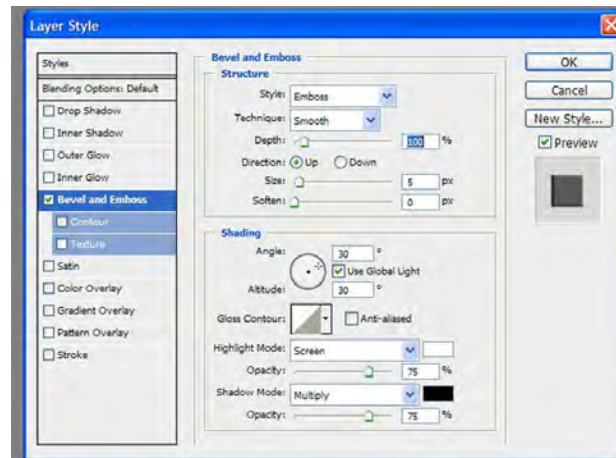 Layer Style
Styles
Blending Options: Default
Drop Shadow
Inner Shadow
Outer Glow
Inner Glow
Bevel and Emboss
Contour
Texture
Satin
Color Overlay
Gradient Overlay
Pattern Overlay
Stroke
Bevel and Emboss
Structure
Style: Emboss
Technique: Smooth
Depth: 100 %
Direction: Up Down
Size: 5 px
Soften: 0 px
Shading
Angle: 30 °
Use Global Light
Altitude: 30 °
Gloss Contour: Anti-aliased
Highlight Mode: Screen
Opacity: 75 %
Shadow Mode: Multiply
Opacity: 75 %
OK
Cancel
New Style...
Preview